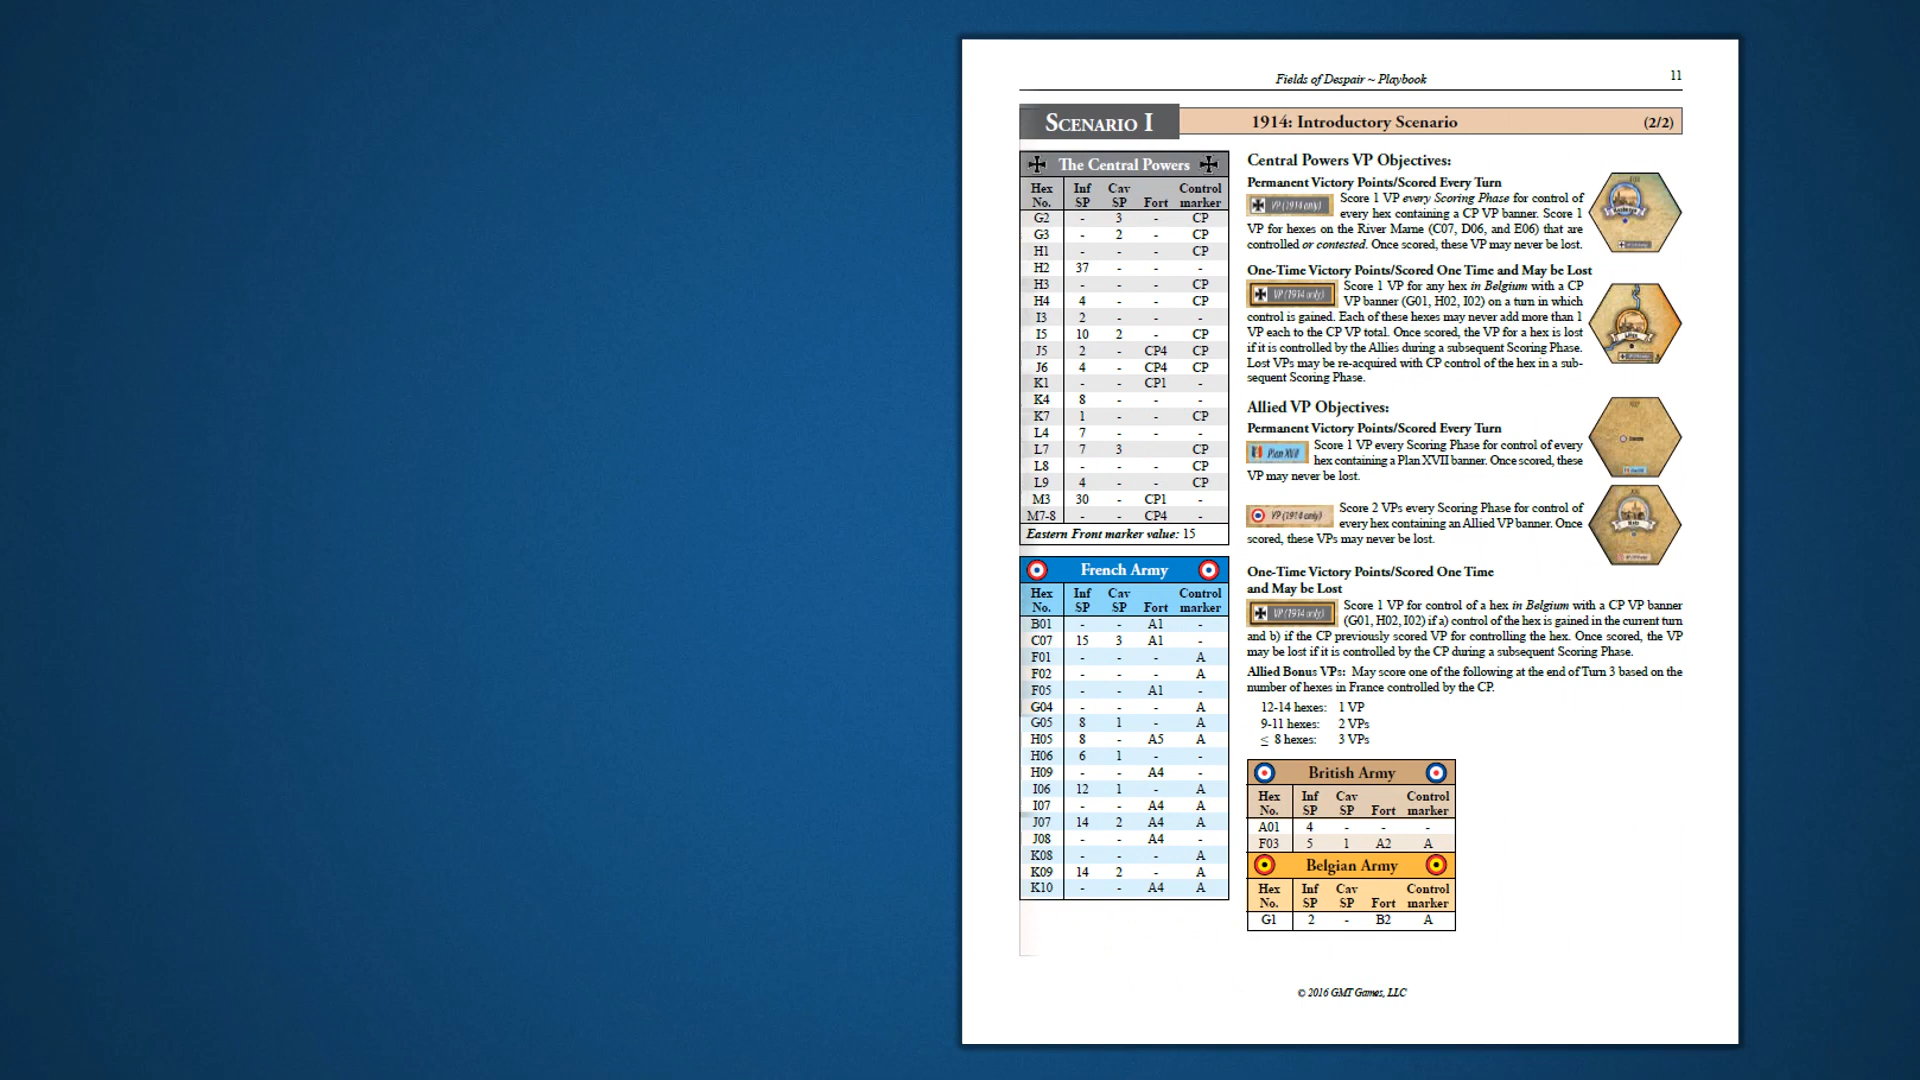 Fields of Despair ~ Playbook
11
SCENARIO I
1914: Introductory Scenario
(2/2)
The Central Powers
Hex No. Inf SP Cav SP Fort Control marker
G2 - 3 - CP
G3 - 2 - CP
H1 - - - CP
H2 37 - - -
H3 - - - CP
H4 4 - - CP
I3 2 - - -
I5 10 2 - CP
J5 2 - CP4 CP
J6 4 - CP4 CP
K1 - - CP1 -
K4 8 - - -
K7 1 - - CP
L4 7 - - -
L7 7 3 CP
L8 - - - CP
L9 4 - - CP
M3 30 - CP1 -
M7-8 - - CP4 -
Eastern Front marker value: 15
French Army
Hex No. Inf SP Cav SP Fort Control marker
B01 - - A1 -
C07 15 3 A1 -
F01 - - - A
F02 - - - A
F05 - - A1 -
G04 - - - A
G05 8 1 - A
H05 8 - A5 A
H06 6 1 - -
H09 - - A4 -
I06 12 1 - A
I07 - - A4 A
J07 14 2 A4 A
J08 - - A4 -
K08 - - - A
K09 14 2 - A
K10 - - A4 A
Central Powers VP Objectives:
Permanent Victory Points/Scored Every Turn
VP (1914 only) Score 1 VP every Scoring Phase for control of
every hex containing a CP VP banner. Score 1
VP for hexes on the River Marne (C07, D06, and E06) that are
controlled or contested. Once scored, these VP may never be lost.
One-Time Victory Points/Scored One Time and May be Lost
VP (1914 only) Score 1 VP for any hex in Belgium with a CP
VP banner (G01, H02, I02) on a turn in which
control is gained. Each of these hexes may never add more than 1
VP each to the CP VP total. Once scored, the VP for a hex is lost
if it is controlled by the Allies during a subsequent Scoring Phase.
Lost VPs may be re-acquired with CP control of the hex in a sub-
sequent Scoring Phase.
Allied VP Objectives:
Permanent Victory Points/Scored Every Turn
Plan XVII Score 1 VP every Scoring Phase for control of every
hex containing a Plan XVII banner. Once scored, these
VP may never be lost.
VP (1914 only) Score 2 VPs every Scoring Phase for control of
every hex containing an Allied VP banner. Once
scored, these VPs may never be lost.
One-Time Victory Points/Scored One Time
and May be Lost
VP (1914 only) Score 1 VP for control of a hex in Belgium with a CP VP banner
(G01, H02, I02) if a) control of the hex is gained in the current turn
and b) if the CP previously scored VP for controlling the hex. Once scored, the VP
may be lost if it is controlled by the CP during a subsequent Scoring Phase.
Allied Bonus VPs: May score one of the following at the end of Turn 3 based on the
number of hexes in France controlled by the CP.
12-14 hexes: 1 VP
9-11 hexes: 2 VPs
≤ 8 hexes: 3 VPs
British Army
Hex No. Inf SP Cav SP Fort Control marker
A01 4 - - -
F03 5 1 A2 A
Belgian Army
Hex No. Inf SP Cav SP Fort Control marker
G1 2 - B2 A
© 2016 GMT Games, LLC